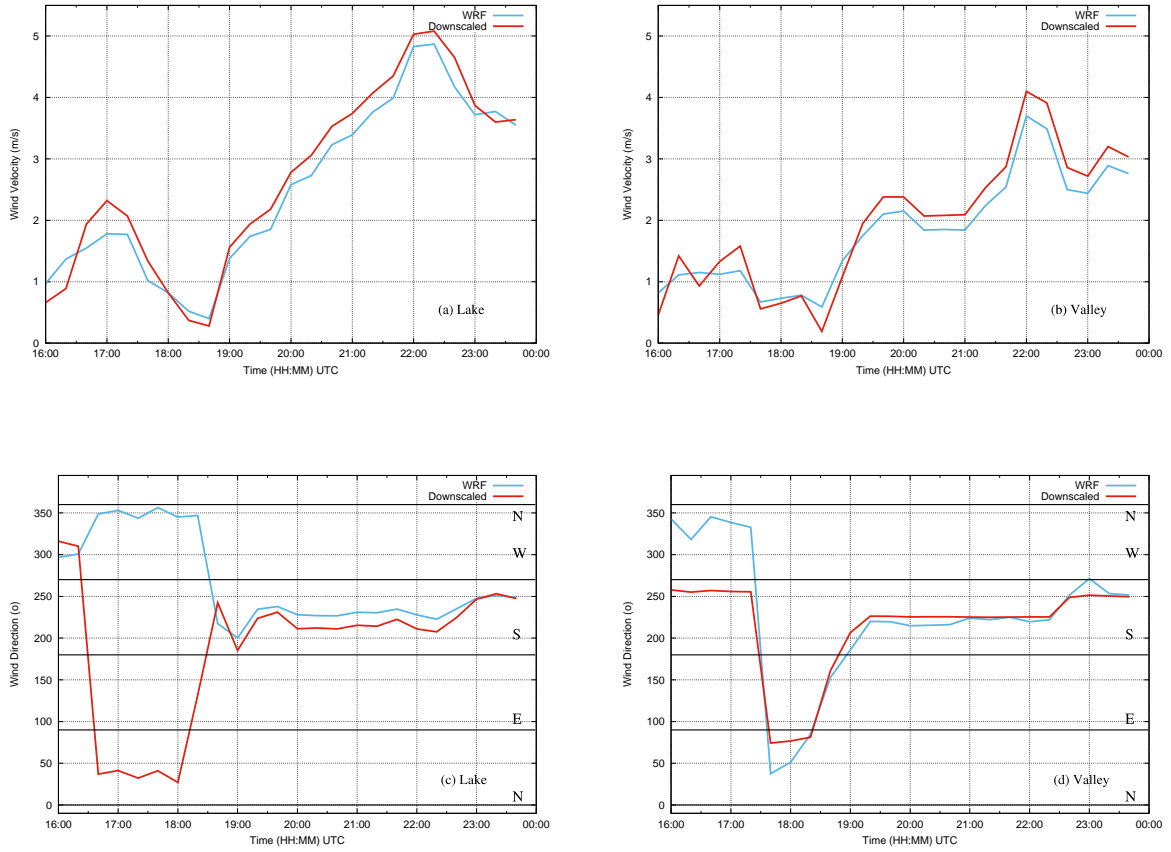 WRF
Downscaled
5
4
3
2
1
0
Wind Velocity (m/s)
(a) Lake
16:00 17:00 18:00 19:00 20:00 21:00 22:00 23:00 00:00
Time (HH:MM) UTC
WRF
Downscaled
5
4
3
2
1
0
Wind Velocity (m/s)
(b) Valley
16:00 17:00 18:00 19:00 20:00 21:00 22:00 23:00 00:00
Time (HH:MM) UTC
WRF
Downscaled
350
300
250
200
150
100
50
0
Wind Direction (o)
N
W
S
E
(c) Lake
N
16:00 17:00 18:00 19:00 20:00 21:00 22:00 23:00 00:00
Time (HH:MM) UTC
WRF
Downscaled
350
300
250
200
150
100
50
0
Wind Direction (o)
N
W
S
E
(d) Valley
N
16:00 17:00 18:00 19:00 20:00 21:00 22:00 23:00 00:00
Time (HH:MM) UTC